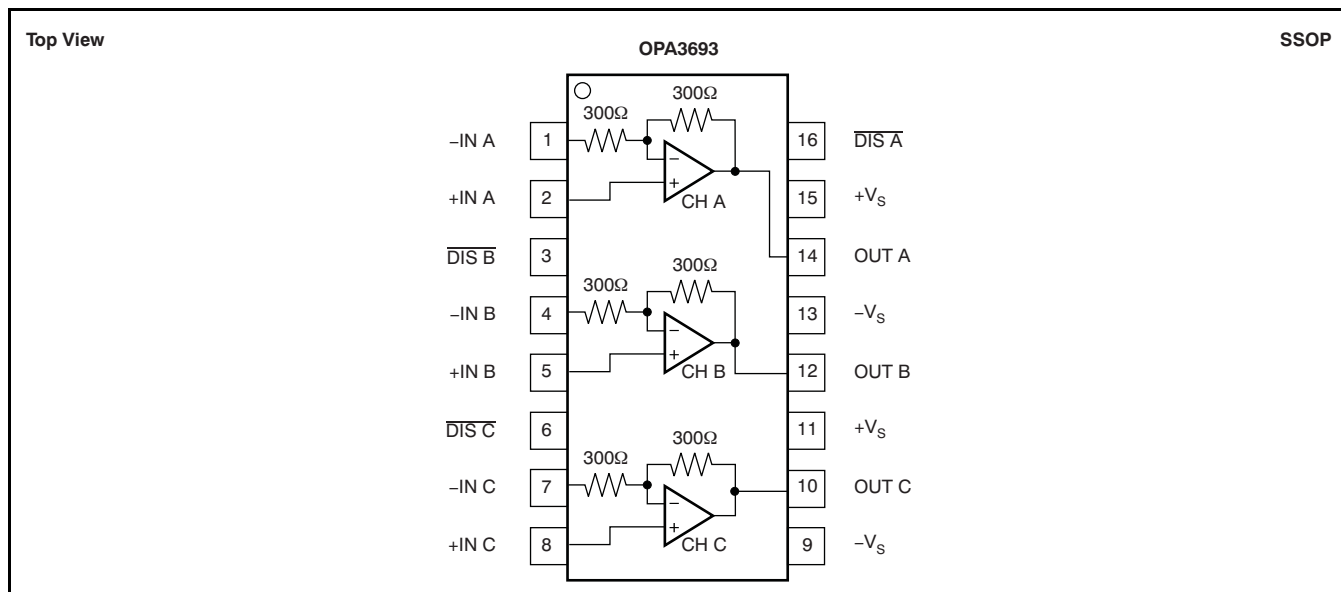 Top View
SSOP
OPA3693
300Ω
300Ω
−IN A
1
16
DIS A
+IN A
2
−
+
CH A
15
+VS
DIS B
3
14
OUT A
300Ω
300Ω
−IN B
4
13
−VS
+IN B
5
−
+
CH B
12
OUT B
DIS C
6
11
+VS
300Ω
300Ω
−IN C
7
10
OUT C
+IN C
8
−
+
CH C
9
−VS